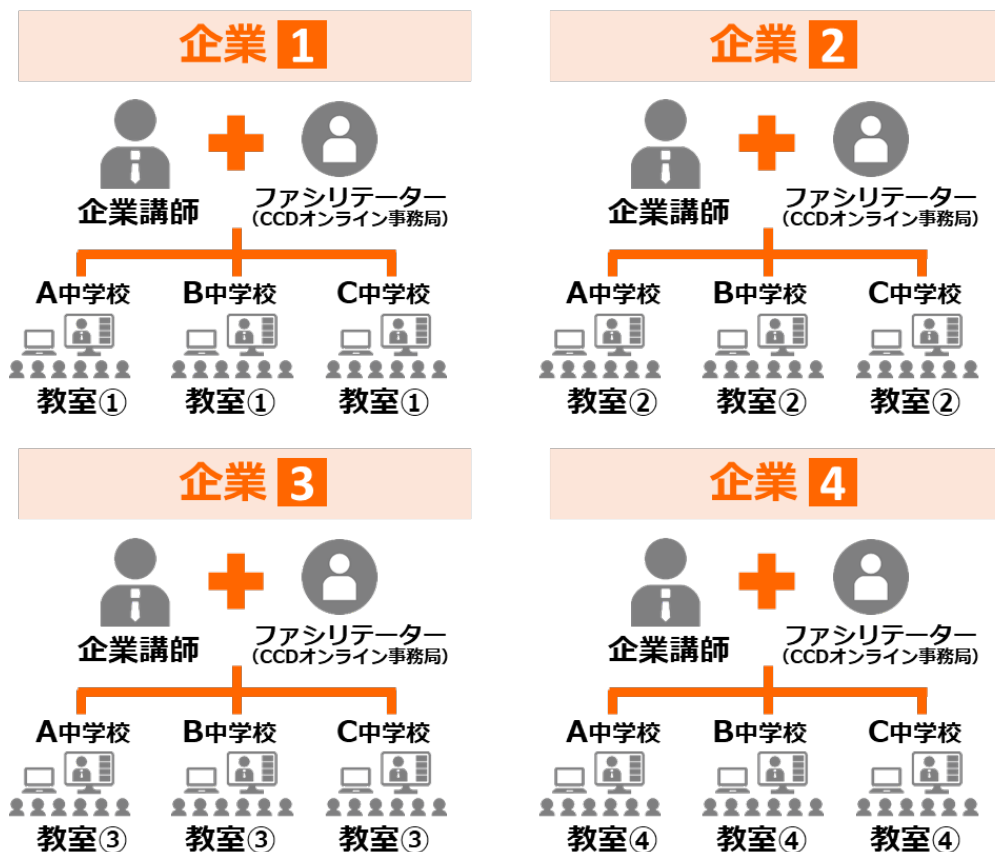 企業 1
企業講師
ファシリテーター
（CCDオンライン事務局）
A中学校 B中学校 C中学校
教室① 教室① 教室①
企業 2
企業講師
ファシリテーター
（CCDオンライン事務局）
A中学校 B中学校 C中学校
教室② 教室② 教室②
企業 3
企業講師
ファシリテーター
（CCDオンライン事務局）
A中学校 B中学校 C中学校
教室③ 教室③ 教室③
企業 4
企業講師
ファシリテーター
（CCDオンライン事務局）
A中学校 B中学校 C中学校
教室④ 教室④ 教室④